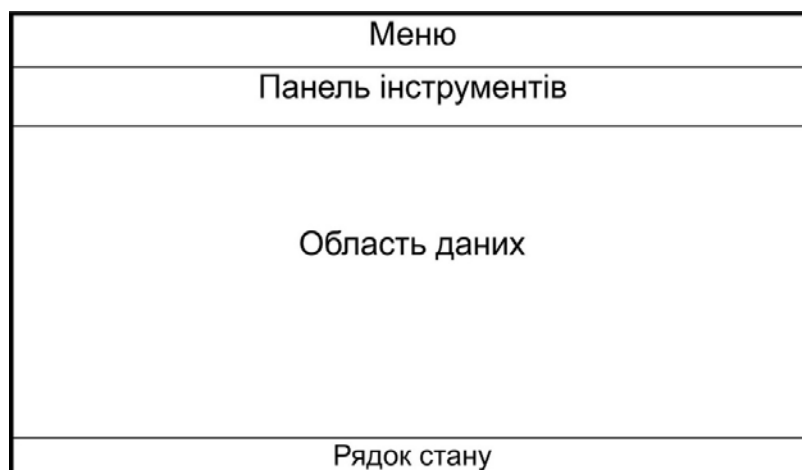 Меню
Панель інструментів
Область даних
Рядок стану